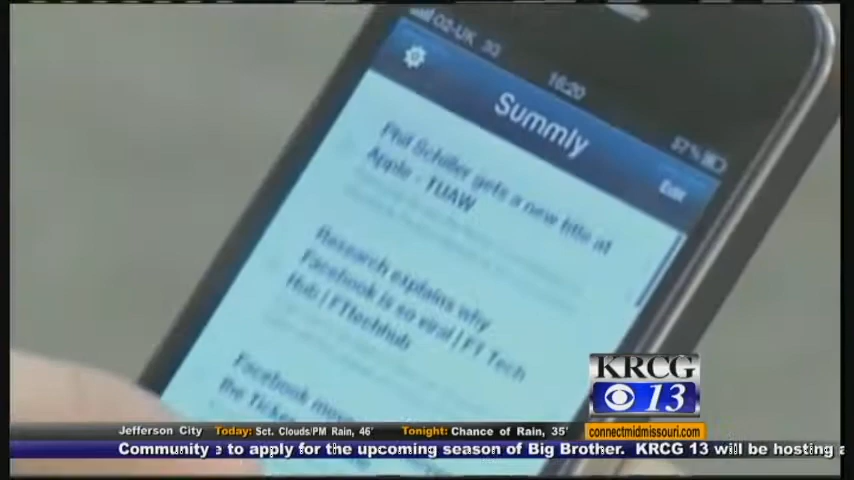 O2-UK 3G
16:20
57%
Summly
Edit
Phil Schiller gets a new title at
Apple - TUAW
Research explains why
Facebook is so viral | FT Tech
Hub | FTtechhub
Facebook
the
KRCG
13
Jefferson City Today: Sct. Clouds/PM Rain, 46' Tonight: Chance of Rain, 35'
connectmidmissouri.com
Community to apply for the upcoming season of Big Brother. KRCG 13 will be hosting